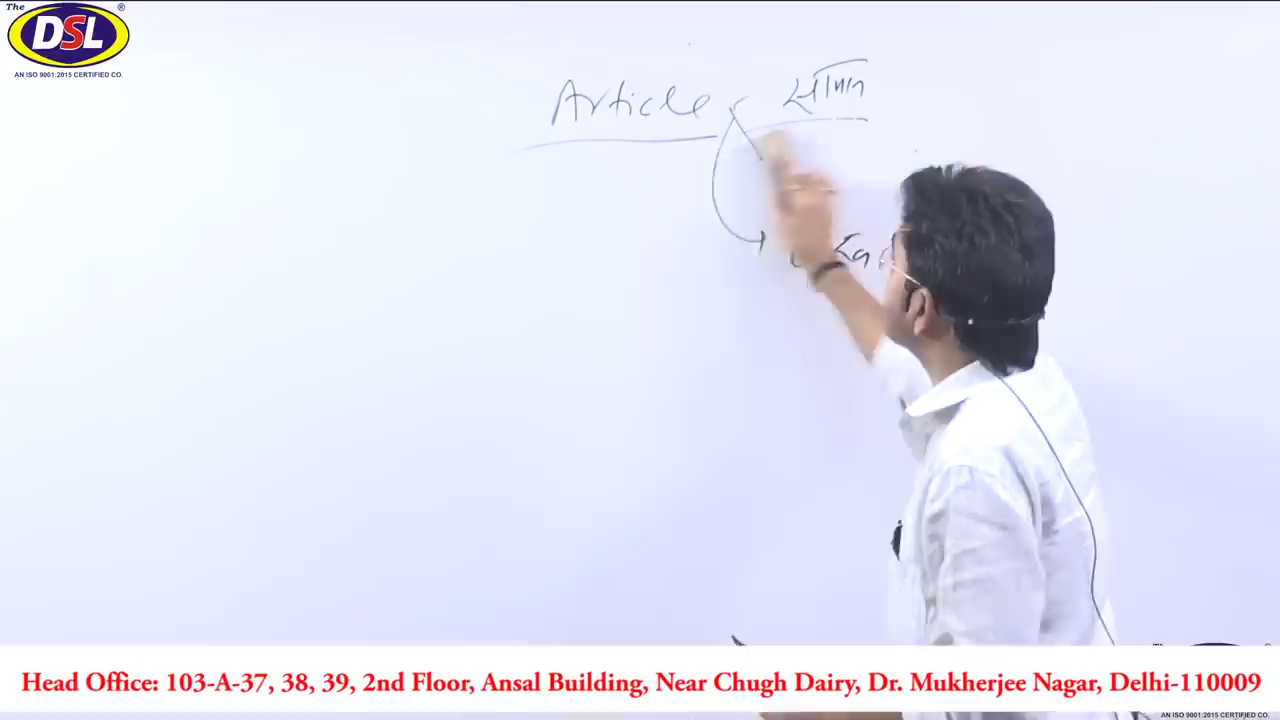 The ®
DSL
AN ISO 9001:2015 CERTIFIED CO.
Article
Head Office: 103-A-37, 38, 39, 2nd Floor, Ansal Building, Near Chugh Dairy, Dr. Mukherjee Nagar, Delhi-110009
AN ISO 9001:2015 CERTIFIED CO.